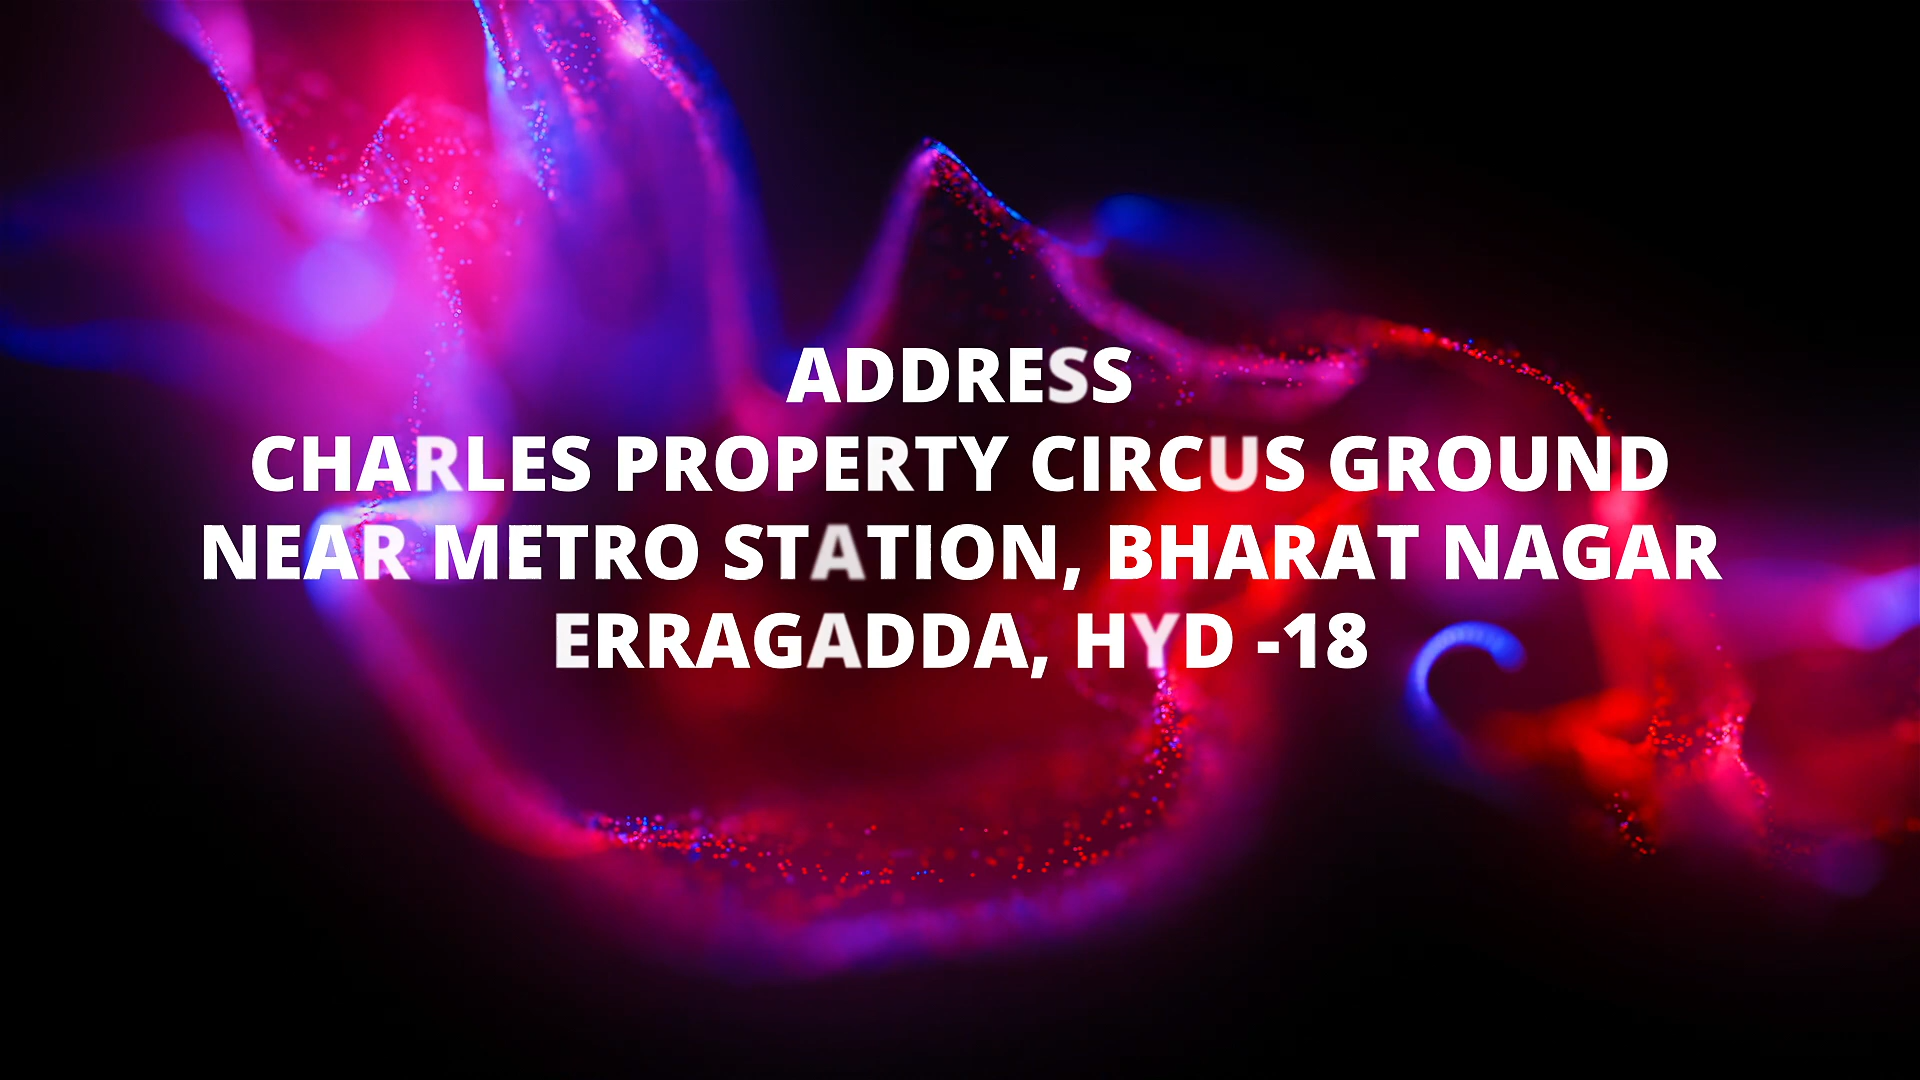 ADDRESS
CHARLES PROPERTY CIRCUS GROUND
NEAR METRO STATION, BHARAT NAGAR
ERRAGADDA, HYD -18